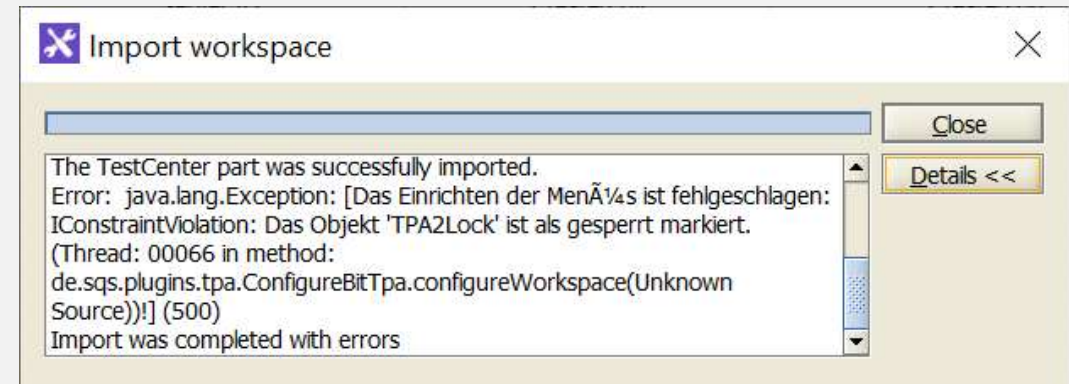 Import workspace
Close
Details <<
The TestCenter part was successfully imported.
Error: java.lang.Exception: [Das Einrichten der MenÃ¼s ist fehlgeschlagen:
IConstraintViolation: Das Objekt 'TPA2Lock' ist als gesperrt markiert.
(Thread: 00066 in method:
de.sqs.plugins.tpa.ConfigureBitTpa.configureWorkspace(Unknown
Source))!] (500)
Import was completed with errors